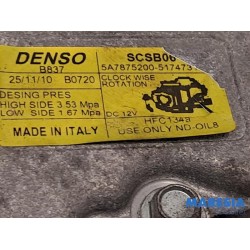 DENSO
SCSB06
B837
5A7875200-517473
25/11/10 B0720
CLOCK WISE
ROTATION
DESING PRES
HIGH SIDE 3.53 Mpa
LOW SIDE 1.67 Mpa
DC 12V
HFC134a
MADE IN ITALY
USE ONLY ND-OIL8